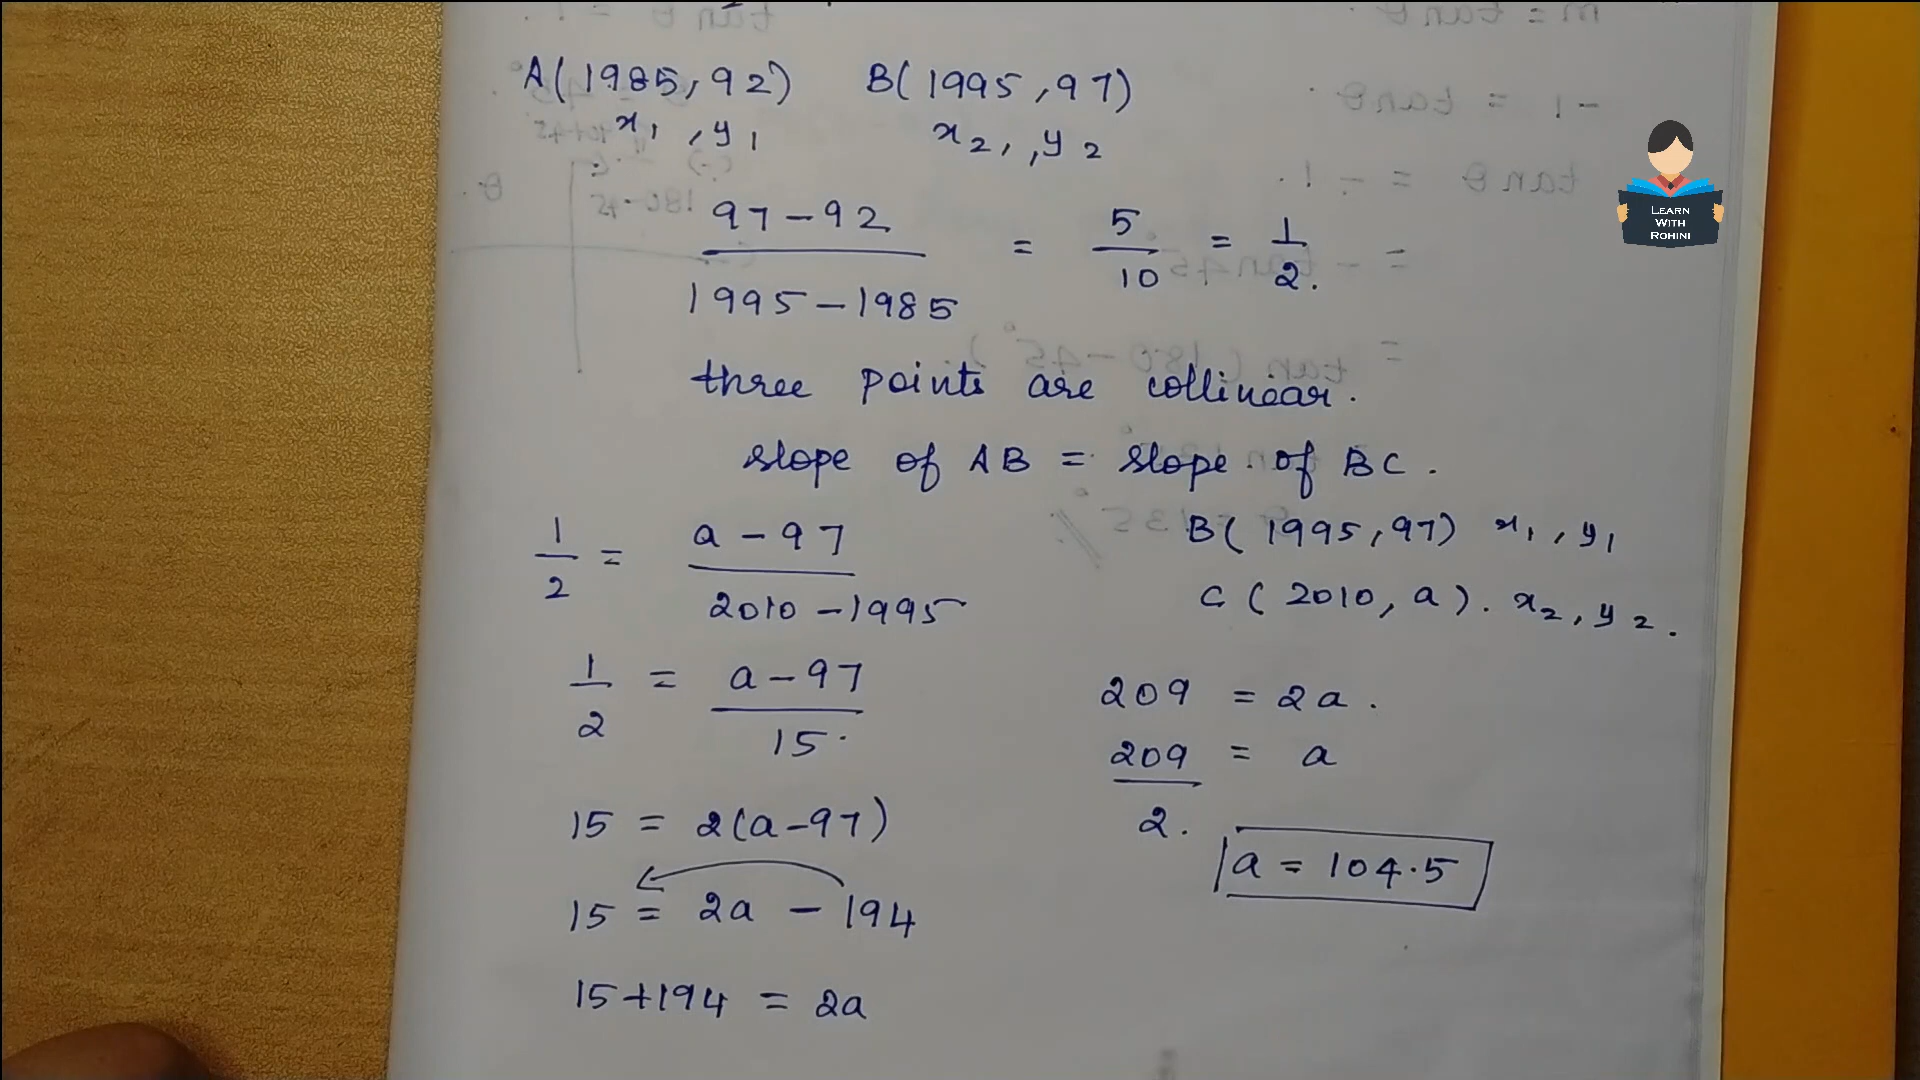 A(1985,92) B(1995,97)
x1,y1 x2,,y2
97-92 / 1995-1985 = 5/10 = 1/2.
three points are collinear.
slope of AB = slope of BC.
1/2 = a-97 / 2010-1995
B(1995,97) x1,y1
C(2010,a). x2,y2.
1/2 = a-97 / 15.
15 = 2(a-97)
15 = 2a - 194
15+194 = 2a
209 = 2a.
209/2. = a
a = 104.5
LEARN
WITH
ROHINI